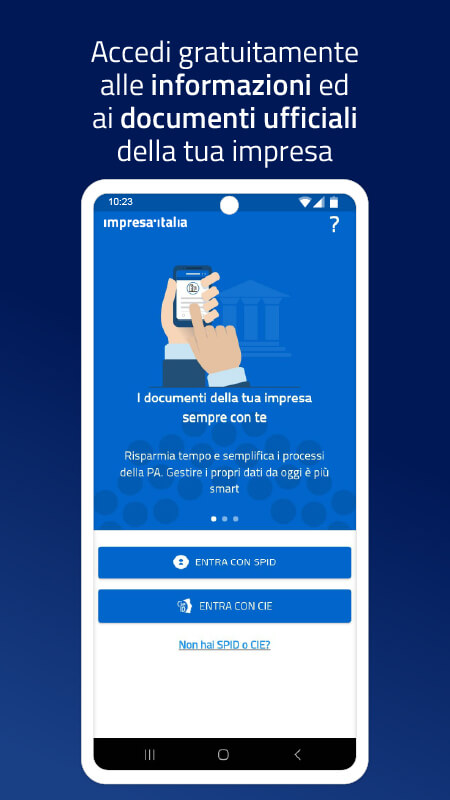 Accedi gratuitamente
alle informazioni ed
ai documenti ufficiali
della tua impresa
10:23
impresa italia
?
I documenti della tua impresa
sempre con te
Risparmia tempo e semplifica i processi
della PA. Gestire i propri dati da oggi è più
smart
ENTRA CON SPID
ENTRA CON CIE
Non hai SPID o CIE?